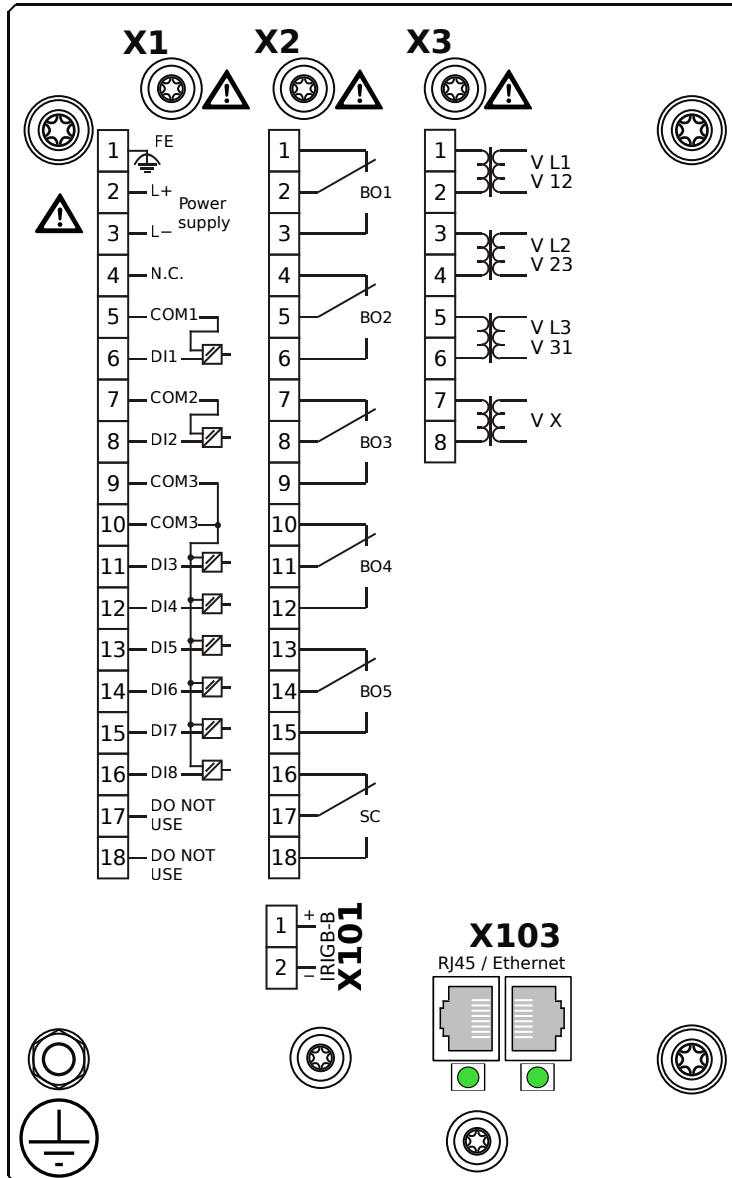 X1
X2
X3
1 FE
2 L+
Power
supply
3 L−
4 N.C.
5 COM1
6 DI1
7 COM2
8 DI2
9 COM3
10 COM3
11 DI3
12 DI4
13 DI5
14 DI6
15 DI7
16 DI8
17 DO NOT
USE
18 DO NOT
USE
1
2 BO1
3
4
5 BO2
6
7
8 BO3
9
10
11 BO4
12
13
14 BO5
15
16
17 SC
18
1
2
V L1
V 12
3
4
V L2
V 23
5
6
V L3
V 31
7
8
V X
1 +
2 −
IRIGB-B
X101
X103
RJ45 / Ethernet